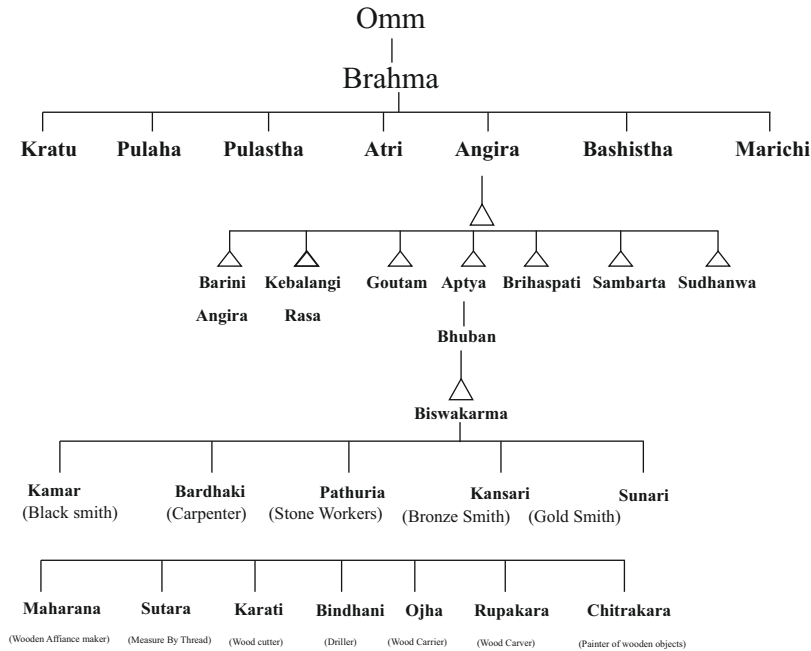 Omm
Brahma
Kratu Pulaha Pulastha Atri Angira Bashistha Marichi
Barini Kebalangi Goutam Aptya Brihaspati Sambarta Sudhanwa
Angira Rasa
Bhuban
Biswakarma
Kamar Bardhaki Pathuria Kansari Sunari
(Black smith) (Carpenter) (Stone Workers) (Bronze Smith) (Gold Smith)
Maharana Sutara Karati Bindhani Ojha Rupakara Chitrakara
(Wooden Affiance maker) (Measure By Thread) (Wood cutter) (Driller) (Wood Carrier) (Wood Carver) (Painter of wooden objects)